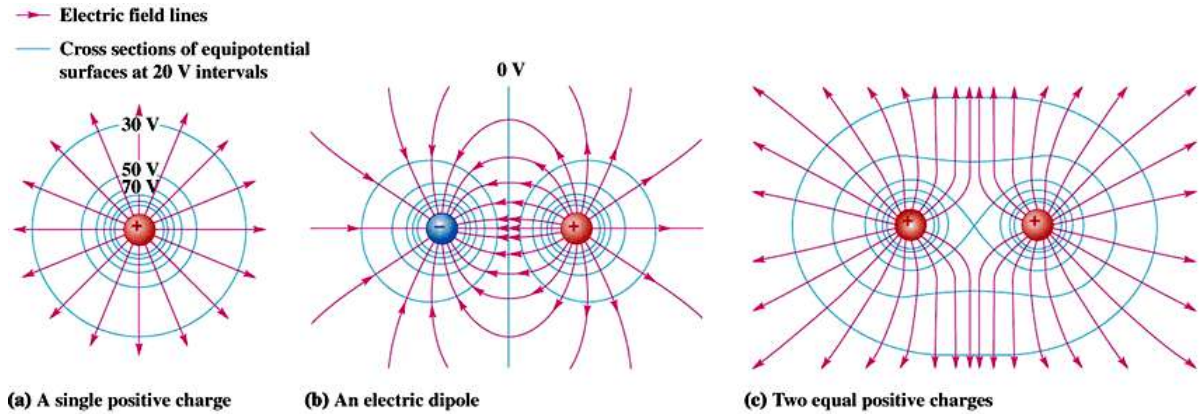 Electric field lines
Cross sections of equipotential
surfaces at 20 V intervals
30 V
50 V
70 V
+
0 V
−
+
+
+
(a) A single positive charge
(b) An electric dipole
(c) Two equal positive charges